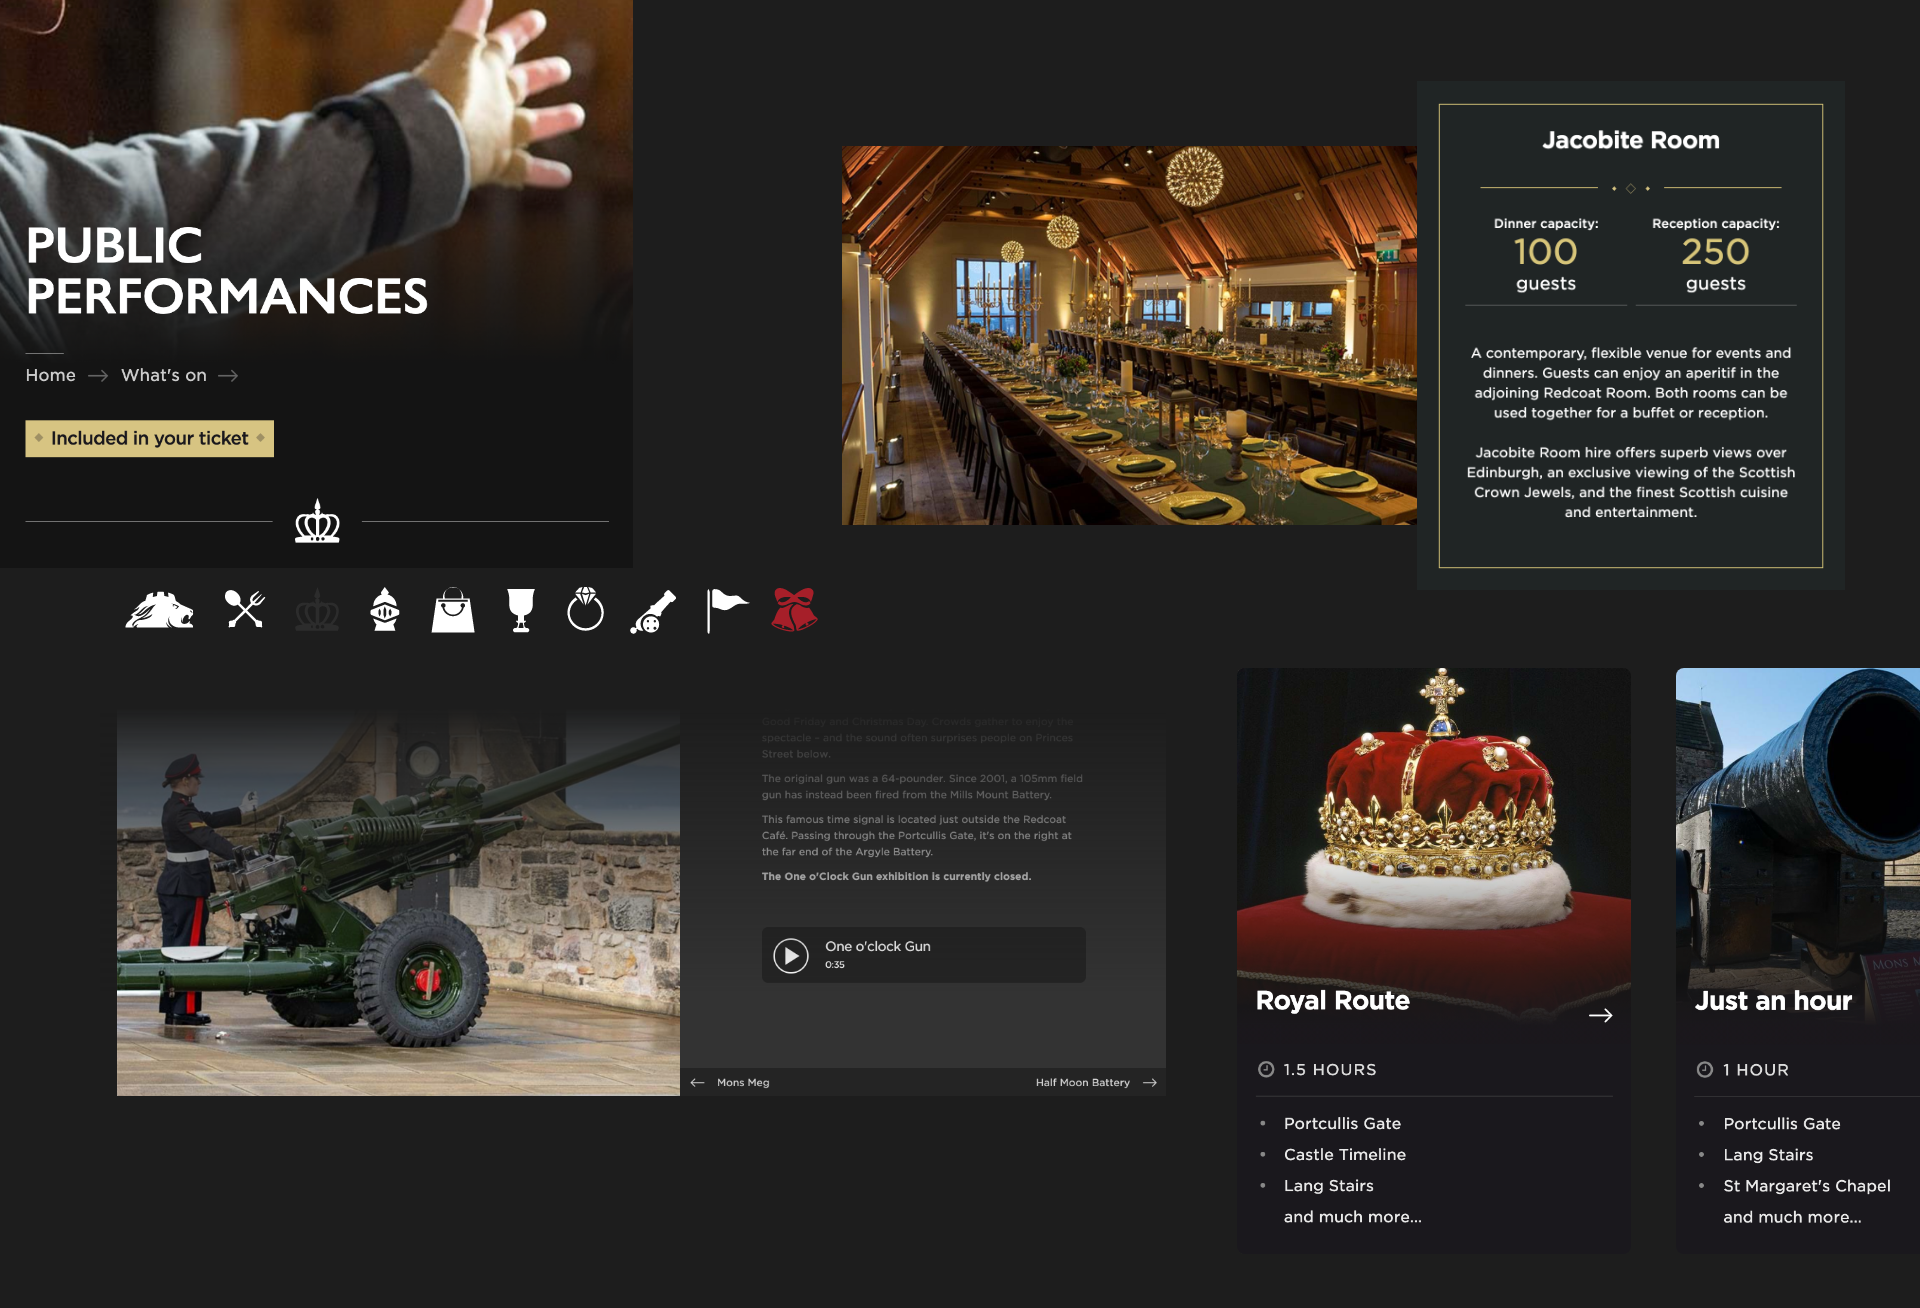 PUBLIC
PERFORMANCES
Home
What's on
Included in your ticket
Jacobite Room
Dinner capacity:
100
guests
Reception capacity:
250
guests
A contemporary, flexible venue for events and
dinners. Guests can enjoy an aperitif in the
adjoining Redcoat Room. Both rooms can be
used together for a buffet or reception.
Jacobite Room hire offers superb views over
Edinburgh, an exclusive viewing of the Scottish
Crown Jewels, and the finest Scottish cuisine
and entertainment.
Good Friday and Christmas Day. Crowds gather to enjoy the
spectacle – and the sound often surprises people on Princes
Street below.
The original gun was a 64-pounder. Since 2001, a 105mm field
gun has instead been fired from the Mills Mount Battery.
This famous time signal is located just outside the Redcoat
Café. Passing through the Portcullis Gate, it's on the right at
the far end of the Argyle Battery.
The One o'Clock Gun exhibition is currently closed.
One o'clock Gun
0:35
Mons Meg
Half Moon Battery
Royal Route
1.5 HOURS
Portcullis Gate
Castle Timeline
Lang Stairs
and much more...
MONS
Just an hour
1 HOUR
Portcullis Gate
Lang Stairs
St Margaret's Chapel
and much more...